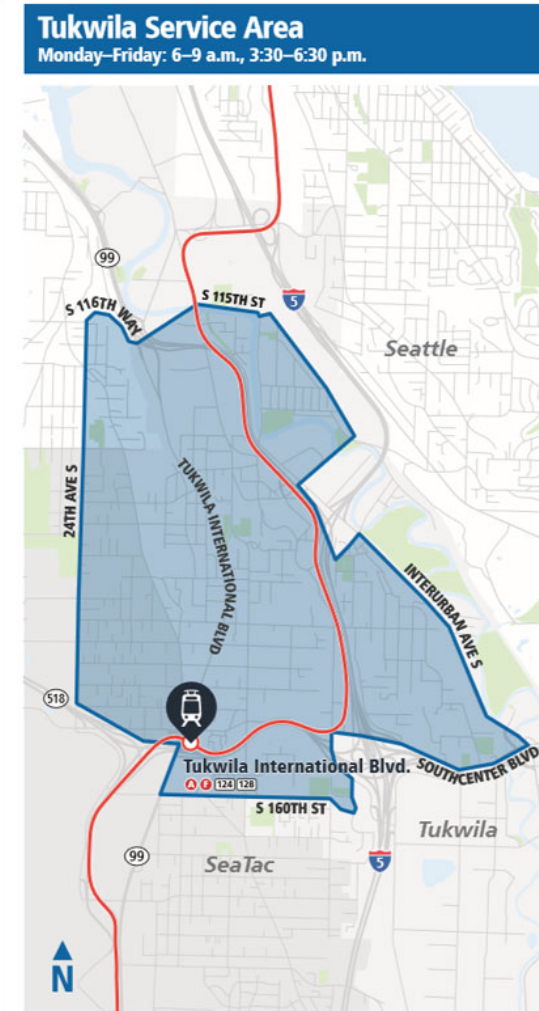 Tukwila Service Area
Monday–Friday: 6–9 a.m., 3:30–6:30 p.m.
99
S 116TH WAY
S 115TH ST
5
Seattle
24TH AVE S
TUKWILA INTERNATIONAL BLVD
INTERURBAN AVE S
518
Tukwila International Blvd.
A F 124 128
SOUTHCENTER BLVD
S 160TH ST
Tukwila
99
SeaTac
5
N